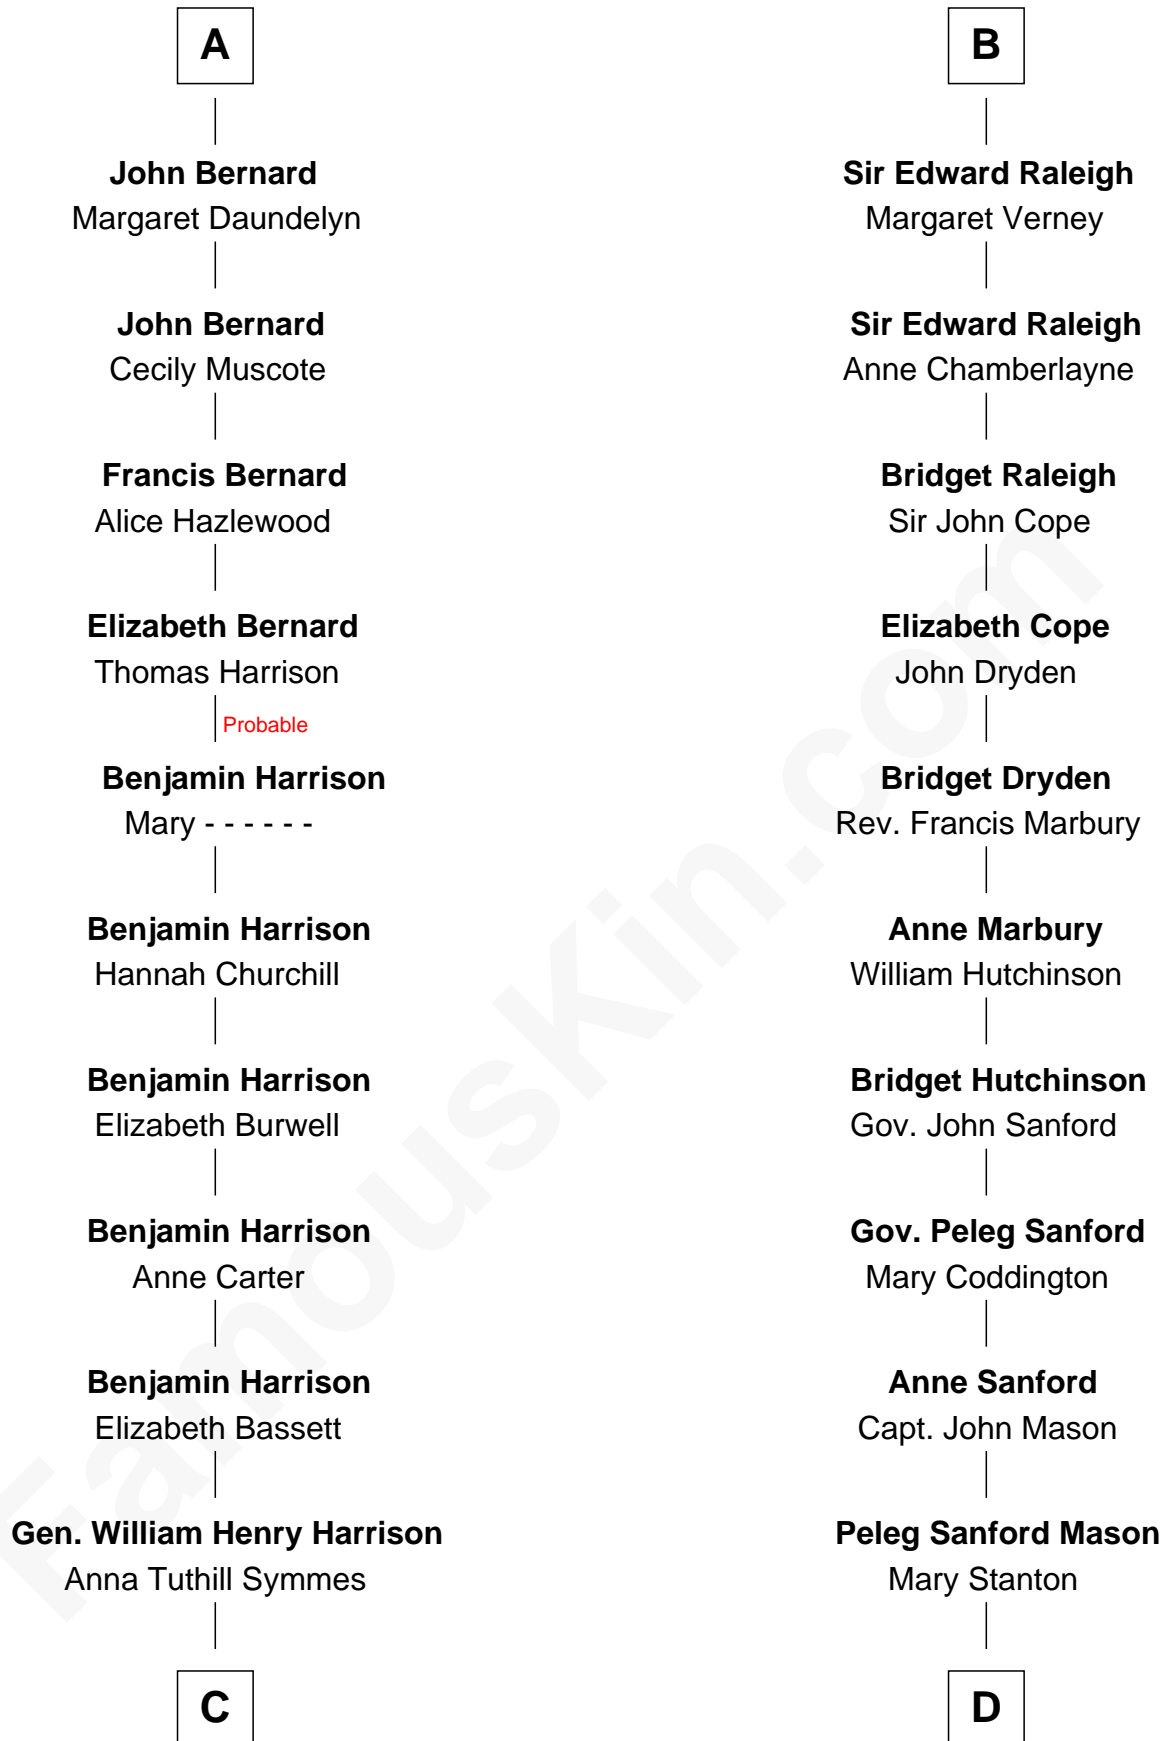 A
John Bernard
Margaret Daundelyn
John Bernard
Cecily Muscote
Francis Bernard
Alice Hazlewood
Elizabeth Bernard
Thomas Harrison
Probable
Benjamin Harrison
Mary - - - - - -
Benjamin Harrison
Hannah Churchill
Benjamin Harrison
Elizabeth Burwell
Benjamin Harrison
Anne Carter
Benjamin Harrison
Elizabeth Bassett
Gen. William Henry Harrison
Anna Tuthill Symmes
C
B
Sir Edward Raleigh
Margaret Verney
Sir Edward Raleigh
Anne Chamberlayne
Bridget Raleigh
Sir John Cope
Elizabeth Cope
John Dryden
Bridget Dryden
Rev. Francis Marbury
Anne Marbury
William Hutchinson
Bridget Hutchinson
Gov. John Sanford
Gov. Peleg Sanford
Mary Coddington
Anne Sanford
Capt. John Mason
Peleg Sanford Mason
Mary Stanton
D
FamousKin.com